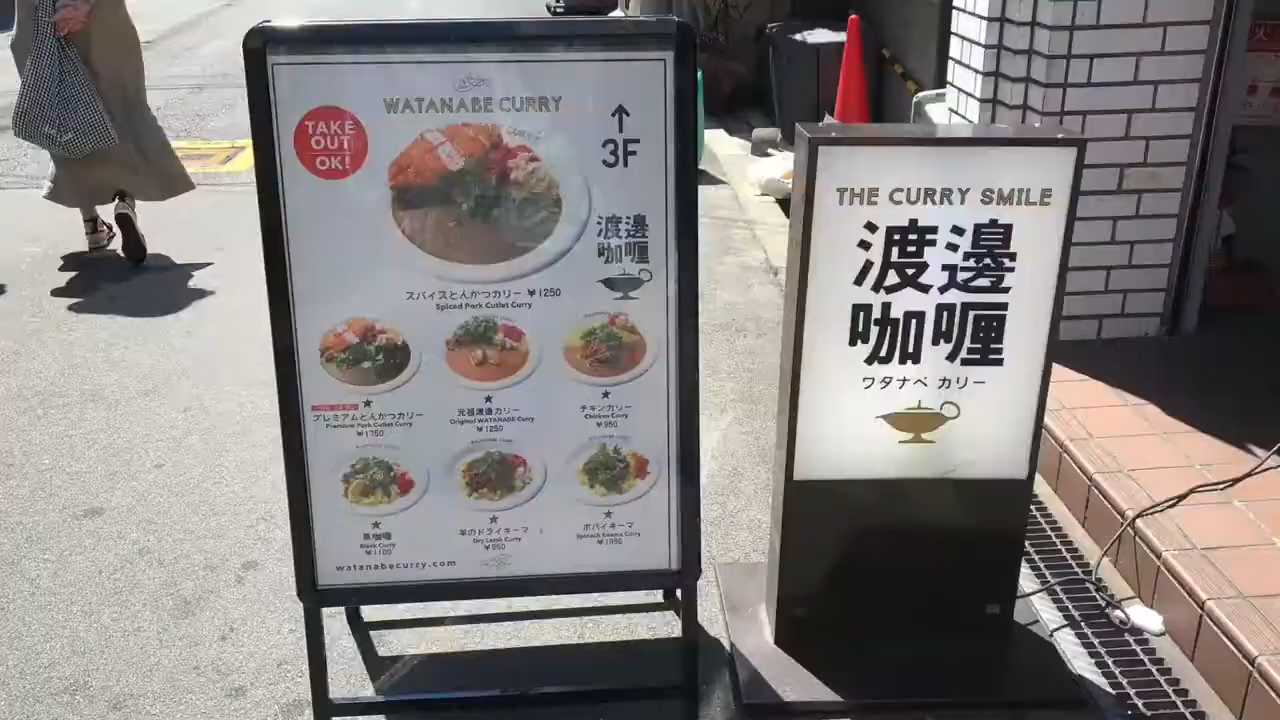 WATANABE CURRY
TAKE
OUT
OK!
↑
3F
渡邊
咖喱
スパイスとんかつカリー ¥1250
Spiced Pork Cutlet Curry
★
プレミアムとんかつカリー
Premium Pork Cutlet Curry
¥1750
★
元祖渡邊カリー
Original WATANABE Curry
¥1250
★
チキンカリー
Chicken Curry
¥950
★
黒咖喱
Black Curry
¥1100
★
羊のドライキーマ
Dry Lamb Curry
¥950
★
ポパイキーマ
Spinach Keema Curry
watanabecurry.com
THE CURRY SMILE
渡邊
咖喱
ワタナベ カリー